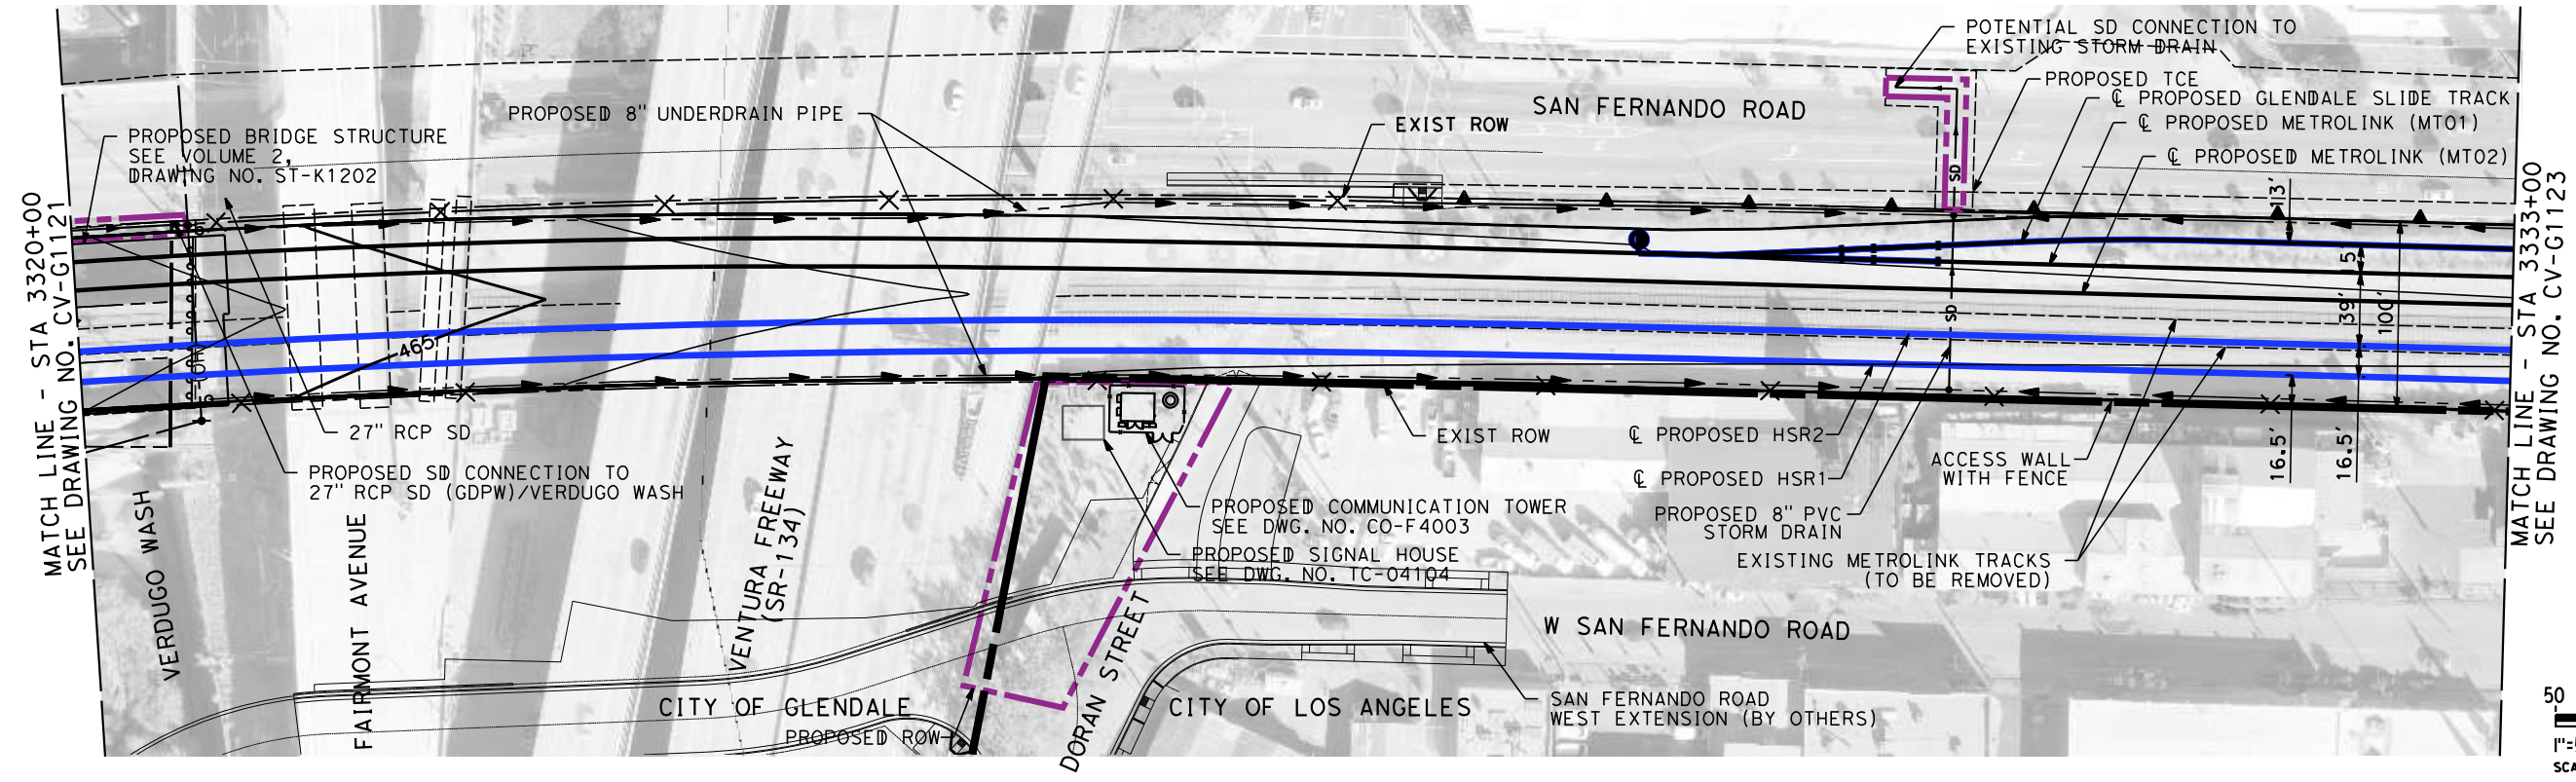 MATCH LINE - STA 3320+00
SEE DRAWING NO. CV-G1121
PROPOSED BRIDGE STRUCTURE
SEE VOLUME 2,
DRAWING NO. ST-K1202
PROPOSED 8" UNDERDRAIN PIPE
EXIST ROW
SAN FERNANDO ROAD
POTENTIAL SD CONNECTION TO
EXISTING STORM DRAIN
PROPOSED TCE
℄ PROPOSED GLENDALE SLIDE TRACK
℄ PROPOSED METROLINK (MT01)
℄ PROPOSED METROLINK (MT02)
SD
SD
13'
15'
39'
100'
16.5'
16.5'
465
27" RCP SD
PROPOSED SD CONNECTION TO
27" RCP SD (GDPW)/VERDUGO WASH
VERDUGO WASH
FAIRMONT AVENUE
VENTURA FREEWAY
(SR-134)
EXIST ROW
℄ PROPOSED HSR2
℄ PROPOSED HSR1
PROPOSED 8" PVC
STORM DRAIN
ACCESS WALL
WITH FENCE
EXISTING METROLINK TRACKS
(TO BE REMOVED)
PROPOSED COMMUNICATION TOWER
SEE DWG. NO. CO-F4003
PROPOSED SIGNAL HOUSE
SEE DWG. NO. TC-04104
DORAN STREET
W SAN FERNANDO ROAD
SAN FERNANDO ROAD
WEST EXTENSION (BY OTHERS)
CITY OF GLENDALE
CITY OF LOS ANGELES
PROPOSED ROW
MATCH LINE - STA 3333+00
SEE DRAWING NO. CV-G1123
50